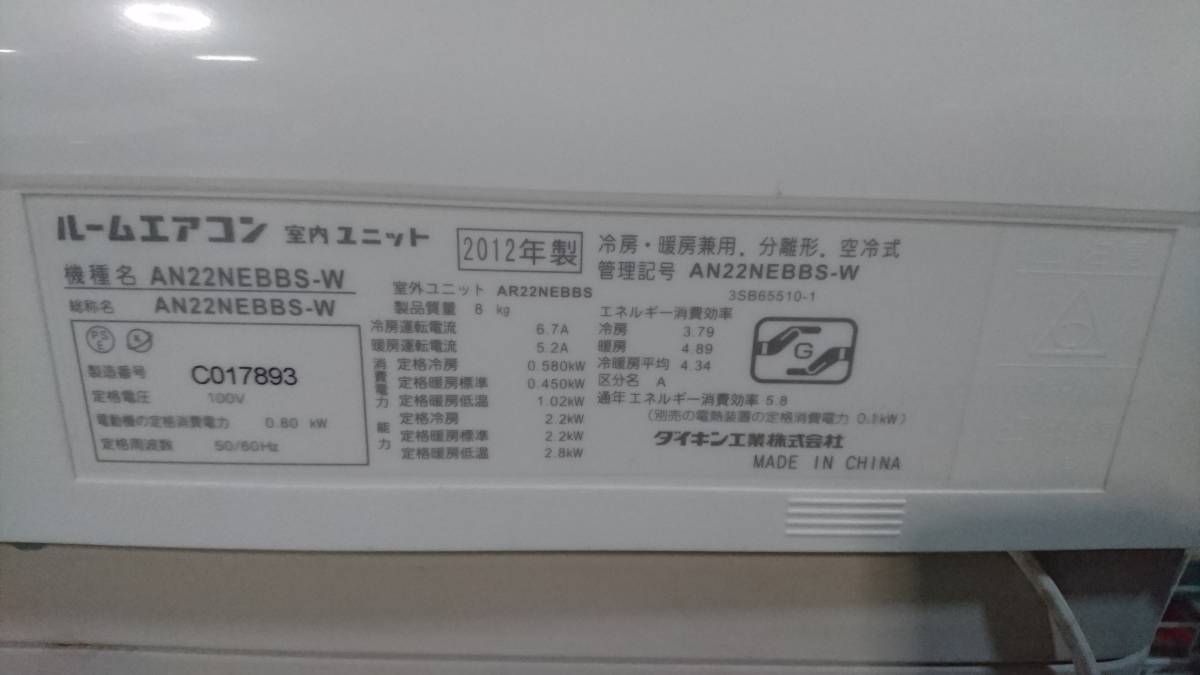 ルームエアコン 室内ユニット 2012年製 冷房・暖房兼用．分離形．空冷式
機種名 AN22NEBBS-W
総称名 AN22NEBBS-W
管理記号 AN22NEBBS-W
3SB65510-1
室外ユニット AR22NEBBS
製品質量 8 kg
PSE
製造番号 C017893
定格電圧 100V
電動機の定格消費電力 0.80 kW
定格周波数 50/60Hz
冷房運転電流 6.7A
暖房運転電流 5.2A
消費電力
定格冷房 0.580kW
定格暖房標準 0.450kW
定格暖房低温 1.02kW
能力
定格冷房 2.2kW
定格暖房標準 2.2kW
定格暖房低温 2.8kW
エネルギー消費効率
冷房 3.79
暖房 4.89
冷暖房平均 4.34
区分名 A
通年エネルギー消費効率 5.8
(別売の電熱装置の定格消費電力 0.1kW)
G
ダイキン工業株式会社
MADE IN CHINA